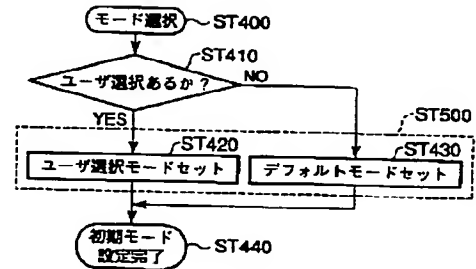 モード選択
ST400
ST410
ユーザ選択あるか?
NO
YES
ST500
ST420
ST430
ユーザ選択モードセット
デフォルトモードセット
初期モード
設定完了
ST440